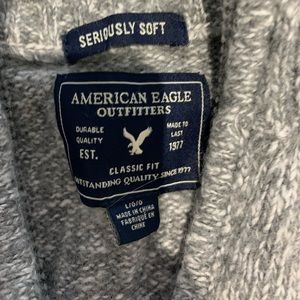 SERIOUSLY SOFT
AMERICAN EAGLE
OUTFITTERS
DURABLE QUALITY
EST.
MADE TO LAST
1977
CLASSIC FIT
OUTSTANDING QUALITY SINCE 1977
L/G/G
MADE IN CHINA
FABRIQUÉ EN
CHINE